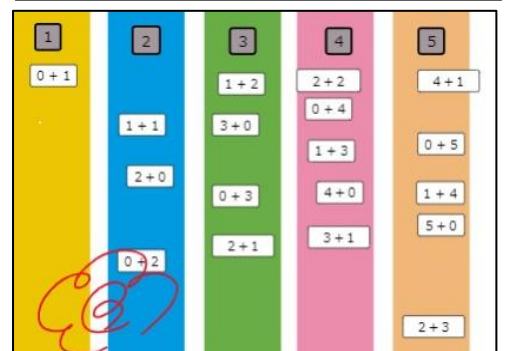 1 2 3 4 5
0 + 1
1 + 2 2 + 2 4 + 1
0 + 4
1 + 1 3 + 0
1 + 3 0 + 5
2 + 0
0 + 3 4 + 0 1 + 4
5 + 0
2 + 1 3 + 1
0 + 2
2 + 3